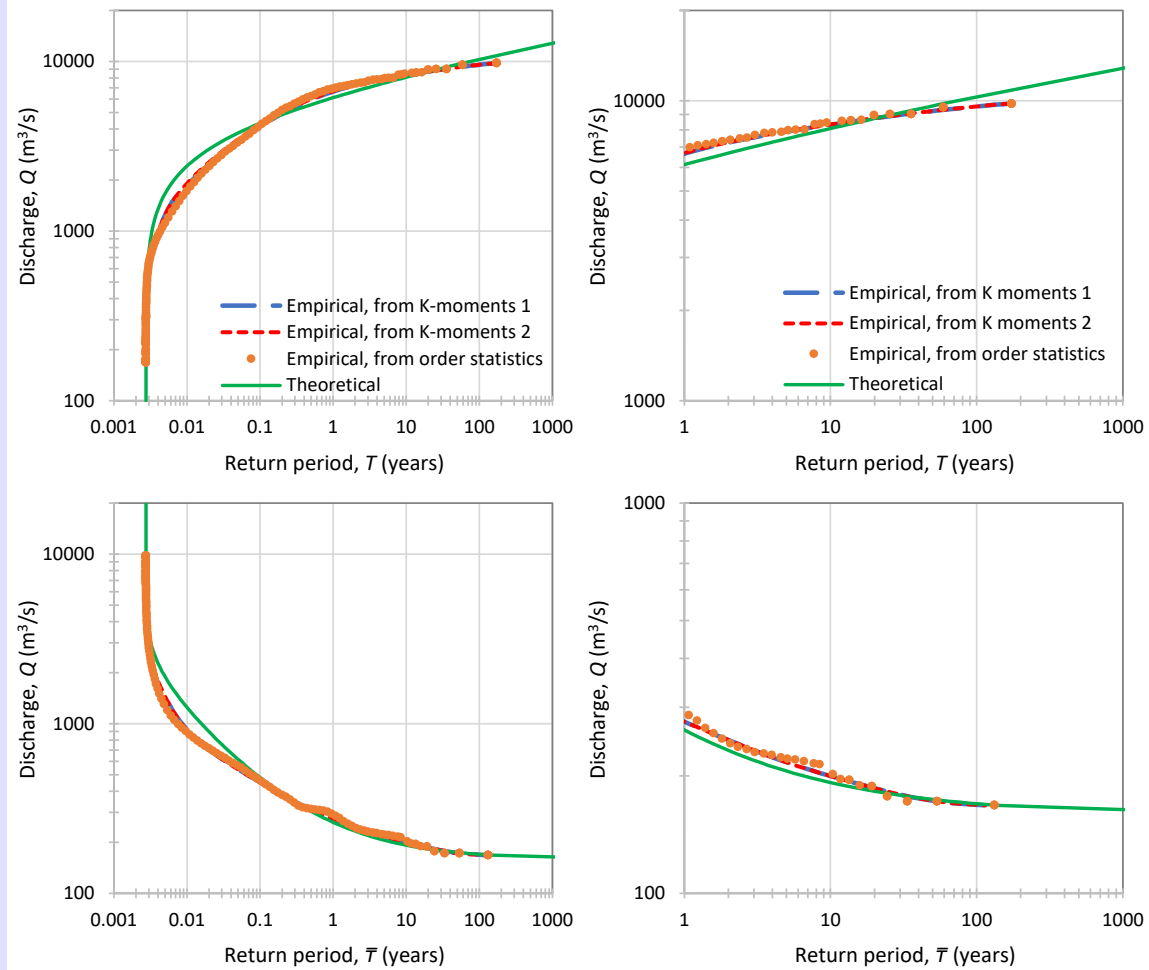 10000
1000
100
0.001 0.01 0.1 1 10 100 1000
Discharge, Q (m³/s)
Return period, T (years)
Empirical, from K-moments 1
Empirical, from K-moments 2
Empirical, from order statistics
Theoretical
10000
1000
1 10 100 1000
Discharge, Q (m³/s)
Return period, T (years)
Empirical, from K moments 1
Empirical, from K moments 2
Empirical, from order statistics
Theoretical
10000
1000
100
0.001 0.01 0.1 1 10 100 1000
Discharge, Q (m³/s)
Return period, T̅ (years)
1000
100
1 10 100 1000
Discharge, Q (m³/s)
Return period, T̅ (years)